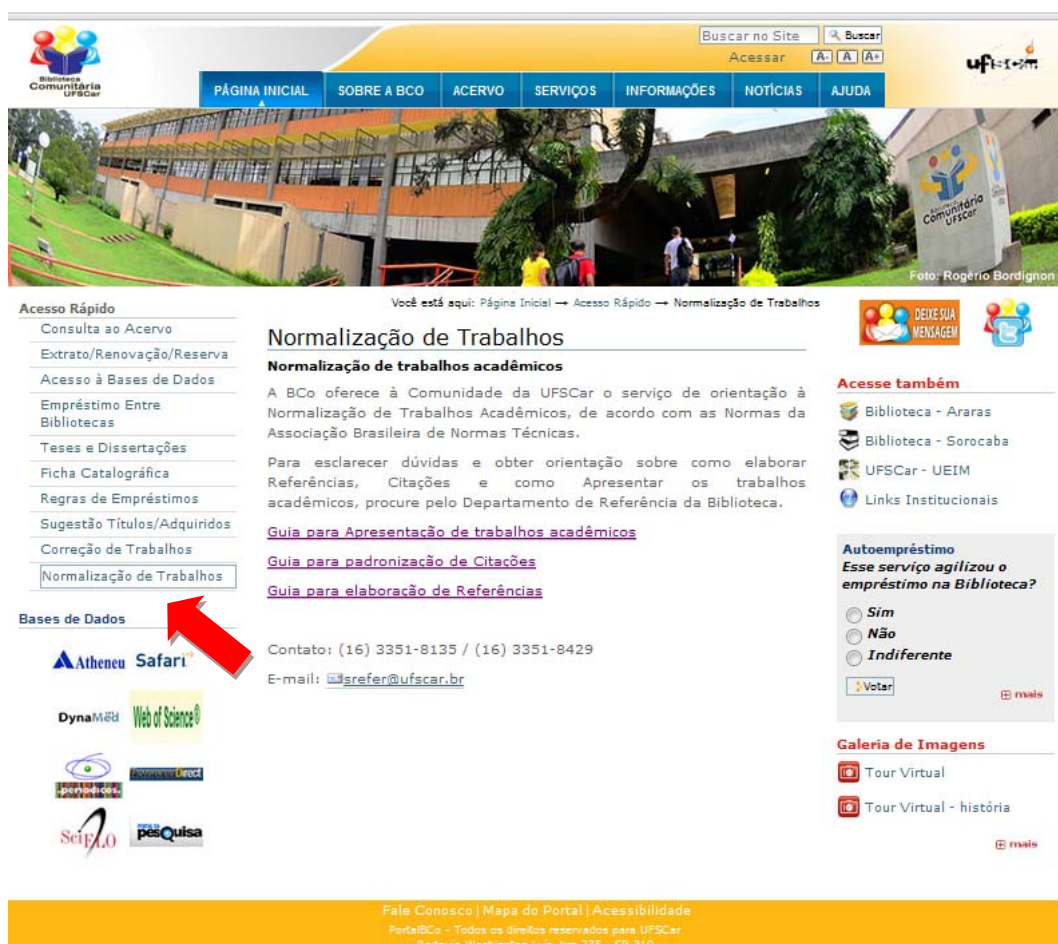 Buscar no Site
Buscar
Acessar
A- A A+
Biblioteca
Comunitária
UFSCar
PÁGINA INICIAL SOBRE A BCO ACERVO SERVIÇOS INFORMAÇÕES NOTÍCIAS AJUDA
Biblioteca
Comunitária
UFSCar
Foto: Rogério Bordignon
Você está aqui: Página Inicial → Acesso Rápido → Normalização de Trabalhos
Acesso Rápido
Consulta ao Acervo
Extrato/Renovação/Reserva
Acesso à Bases de Dados
Empréstimo Entre
Bibliotecas
Teses e Dissertações
Ficha Catalográfica
Regras de Empréstimos
Sugestão Títulos/Adquiridos
Correção de Trabalhos
Normalização de Trabalhos
Bases de Dados
Atheneu Safari
DynaMed Web of Science®
.periodicos.
SciELO pesquisa
Normalização de Trabalhos
Normalização de trabalhos acadêmicos
A BCo oferece à Comunidade da UFSCar o serviço de orientação à
Normalização de Trabalhos Acadêmicos, de acordo com as Normas da
Associação Brasileira de Normas Técnicas.
Para esclarecer dúvidas e obter orientação sobre como elaborar
Referências, Citações e como Apresentar os trabalhos
acadêmicos, procure pelo Departamento de Referência da Biblioteca.
Guia para Apresentação de trabalhos acadêmicos
Guia para padronização de Citações
Guia para elaboração de Referências
Contato: (16) 3351-8135 / (16) 3351-8429
E-mail: srefer@ufscar.br
DEIXE SUA
MENSAGEM
Acesse também
Biblioteca - Araras
Biblioteca - Sorocaba
UFSCar - UEIM
Links Institucionais
Autoempréstimo
Esse serviço agilizou o
empréstimo na Biblioteca?
Sim
Não
Indiferente
Votar
mais
Galeria de Imagens
Tour Virtual
Tour Virtual - história
mais
Fale Conosco | Mapa do Portal | Acessibilidade
PortalBCo - Todos os direitos reservados para UFSCar